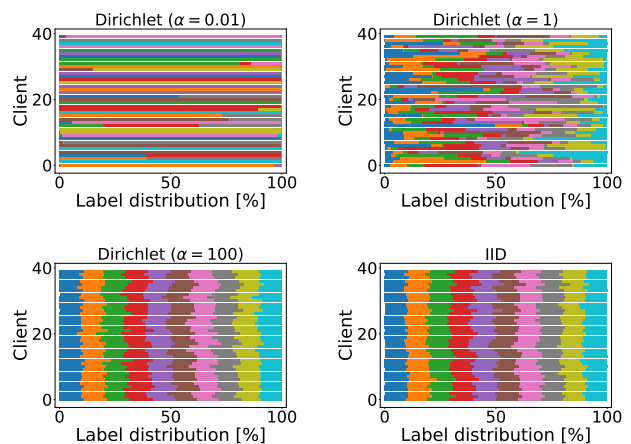 Dirichlet (α = 0.01)
40
20
0
Client
0 50 100
Label distribution [%]
Dirichlet (α = 1)
40
20
0
Client
0 50 100
Label distribution [%]
Dirichlet (α = 100)
40
20
0
Client
0 50 100
Label distribution [%]
IID
40
20
0
Client
0 50 100
Label distribution [%]